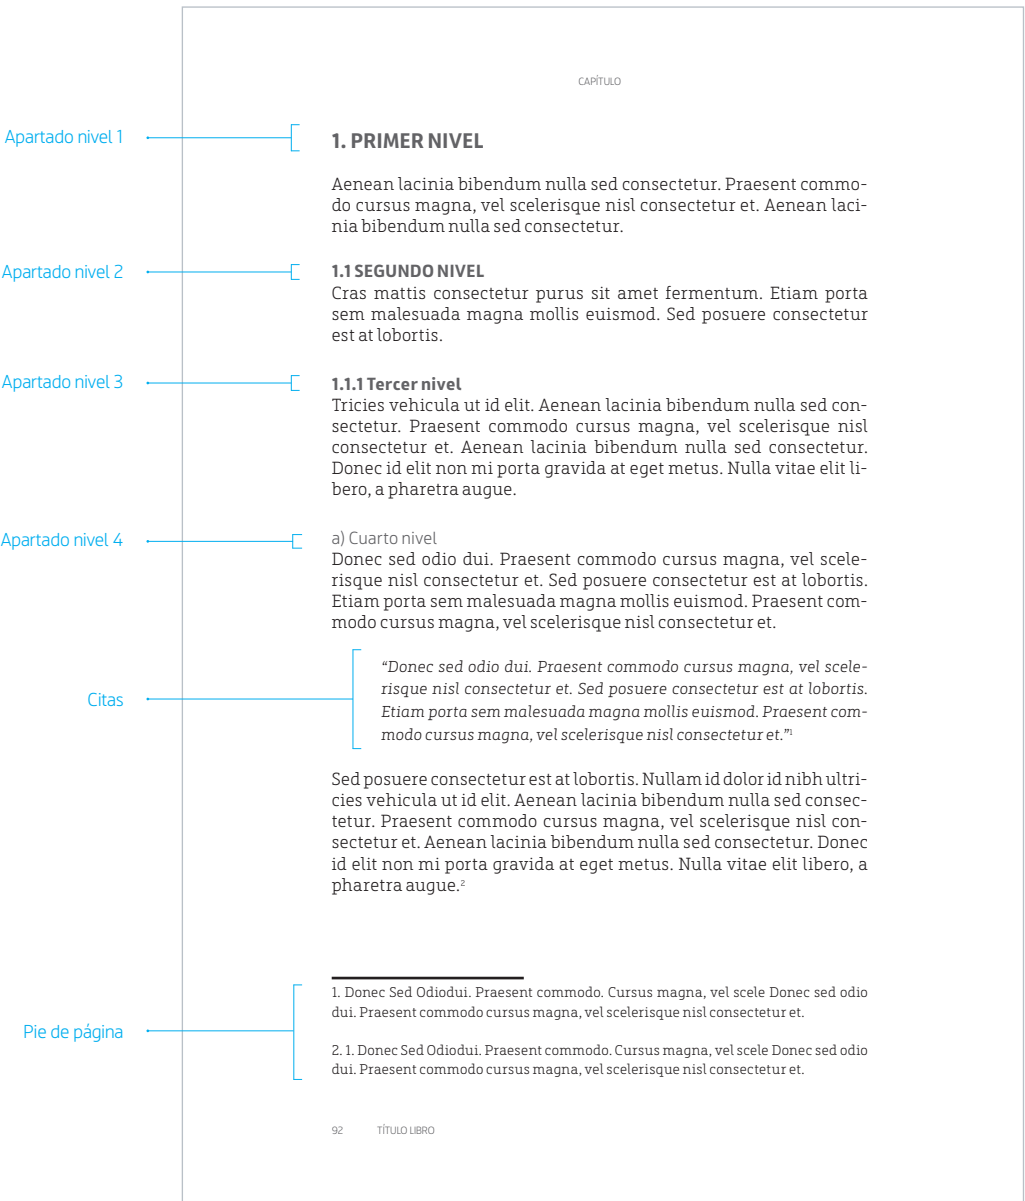 CAPÍTULO
Apartado nivel 1
1. PRIMER NIVEL
Aenean lacinia bibendum nulla sed consectetur. Praesent commo-
do cursus magna, vel scelerisque nisl consectetur et. Aenean laci-
nia bibendum nulla sed consectetur.
Apartado nivel 2
1.1 SEGUNDO NIVEL
Cras mattis consectetur purus sit amet fermentum. Etiam porta
sem malesuada magna mollis euismod. Sed posuere consectetur
est at lobortis.
Apartado nivel 3
1.1.1 Tercer nivel
Tricies vehicula ut id elit. Aenean lacinia bibendum nulla sed con-
sectetur. Praesent commodo cursus magna, vel scelerisque nisl
consectetur et. Aenean lacinia bibendum nulla sed consectetur.
Donec id elit non mi porta gravida at eget metus. Nulla vitae elit li-
bero, a pharetra augue.
Apartado nivel 4
a) Cuarto nivel
Donec sed odio dui. Praesent commodo cursus magna, vel scele-
risque nisl consectetur et. Sed posuere consectetur est at lobortis.
Etiam porta sem malesuada magna mollis euismod. Praesent com-
modo cursus magna, vel scelerisque nisl consectetur et.
Citas
“Donec sed odio dui. Praesent commodo cursus magna, vel scele-
risque nisl consectetur et. Sed posuere consectetur est at lobortis.
Etiam porta sem malesuada magna mollis euismod. Praesent com-
modo cursus magna, vel scelerisque nisl consectetur et.”1
Sed posuere consectetur est at lobortis. Nullam id dolor id nibh ultri-
cies vehicula ut id elit. Aenean lacinia bibendum nulla sed consec-
tetur. Praesent commodo cursus magna, vel scelerisque nisl con-
sectetur et. Aenean lacinia bibendum nulla sed consectetur. Donec
id elit non mi porta gravida at eget metus. Nulla vitae elit libero, a
pharetra augue.2
Pie de página
1. Donec Sed Odiodui. Praesent commodo. Cursus magna, vel scele Donec sed odio
dui. Praesent commodo cursus magna, vel scelerisque nisl consectetur et.
2. 1. Donec Sed Odiodui. Praesent commodo. Cursus magna, vel scele Donec sed odio
dui. Praesent commodo cursus magna, vel scelerisque nisl consectetur et.
92 TÍTULO LIBRO